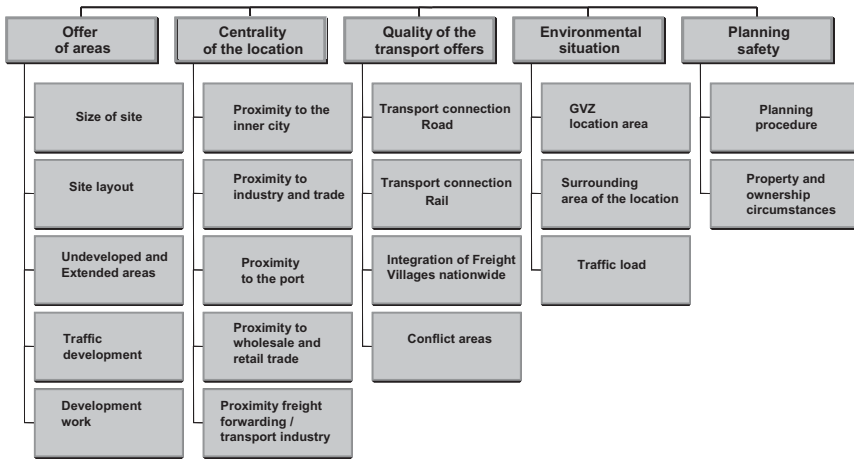 Offer
of areas
Size of site
Site layout
Undeveloped and
Extended areas
Traffic
development
Development
work
Centrality
of the location
Proximity to the
inner city
Proximity to
industry and trade
Proximity
to the port
Proximity to
wholesale and
retail trade
Proximity freight
forwarding /
transport industry
Quality of the
transport offers
Transport connection
Road
Transport connection
Rail
Integration of Freight
Villages nationwide
Conflict areas
Environmental
situation
GVZ
location area
Surrounding
area of the location
Traffic load
Planning
safety
Planning
procedure
Property and
ownership
circumstances